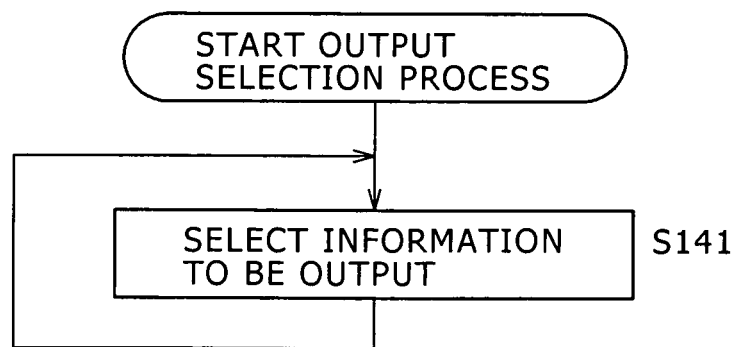 START OUTPUT
SELECTION PROCESS
SELECT INFORMATION
TO BE OUTPUT
S141